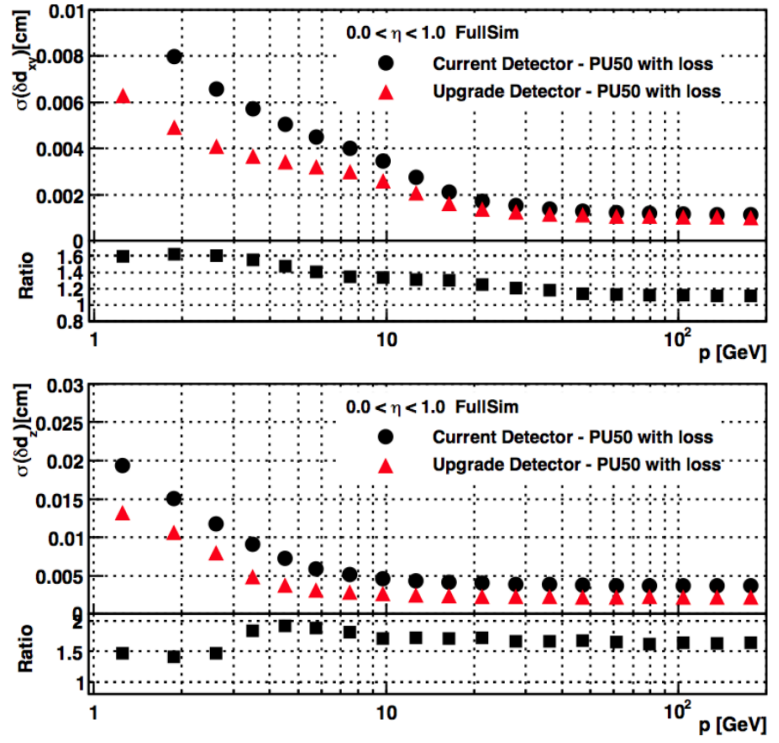 0.01
σ(δd_xy)[cm]
0.008
0.006
0.004
0.002
0
0.0 < η < 1.0 FullSim
Current Detector - PU50 with loss
Upgrade Detector - PU50 with loss
Ratio
1.6
1.4
1.2
1
0.8
1
10
10²
p [GeV]
0.03
σ(δd_z)[cm]
0.025
0.02
0.015
0.01
0.005
0
0.0 < η < 1.0 FullSim
Current Detector - PU50 with loss
Upgrade Detector - PU50 with loss
Ratio
2
1.5
1
1
10
10²
p [GeV]